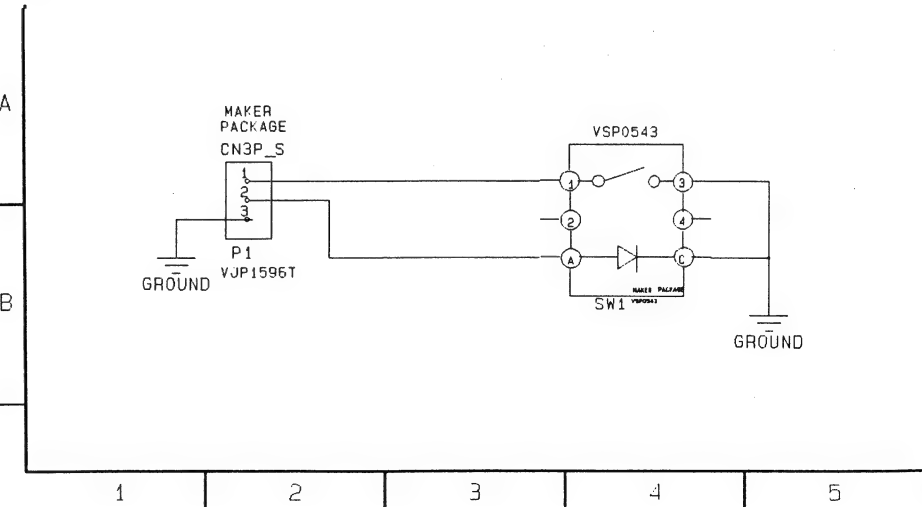 A
MAKER
PACKAGE
CN3P_S
1
2
3
P1
VJP1596T
GROUND
VSP0543
1
3
2
4
A
C
MAKER PACKAGE
VSP0543
SW1
GROUND
B
1
2
3
4
5